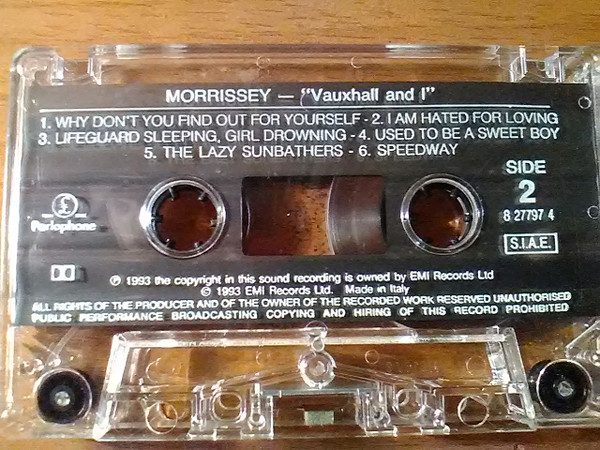 MORRISSEY — "Vauxhall and I"
1. WHY DON'T YOU FIND OUT FOR YOURSELF - 2. I AM HATED FOR LOVING
3. LIFEGUARD SLEEPING, GIRL DROWNING - 4. USED TO BE A SWEET BOY
5. THE LAZY SUNBATHERS - 6. SPEEDWAY
SIDE
2
8 27797 4
£
Parlophone
S.I.A.E.
℗ 1993 the copyright in this sound recording is owned by EMI Records Ltd
© 1993 EMI Records Ltd. Made in Italy
ALL RIGHTS OF THE PRODUCER AND OF THE OWNER OF THE RECORDED WORK RESERVED UNAUTHORISED
PUBLIC PERFORMANCE BROADCASTING COPYING AND HIRING OF THIS RECORD PROHIBITED